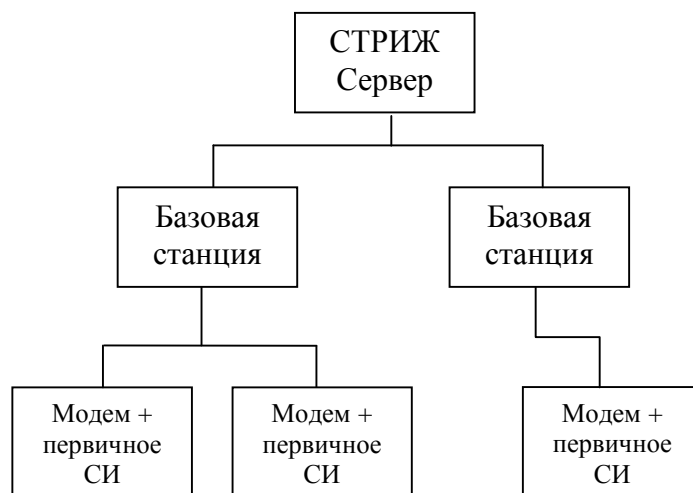 СТРИЖ
Сервер
Базовая
станция
Базовая
станция
Модем +
первичное
СИ
Модем +
первичное
СИ
Модем +
первичное
СИ